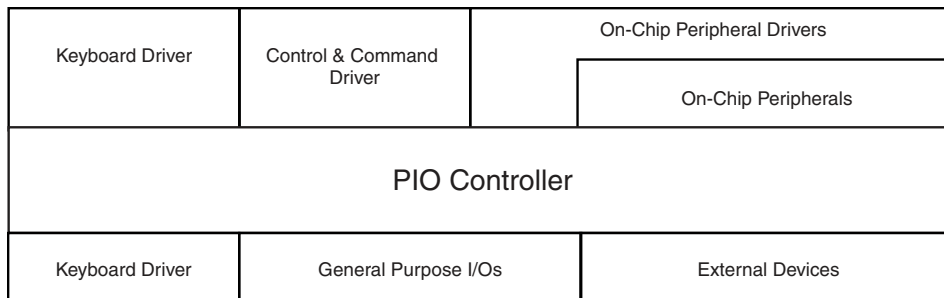 Keyboard Driver
Control & Command
Driver
On-Chip Peripheral Drivers
On-Chip Peripherals
PIO Controller
Keyboard Driver
General Purpose I/Os
External Devices